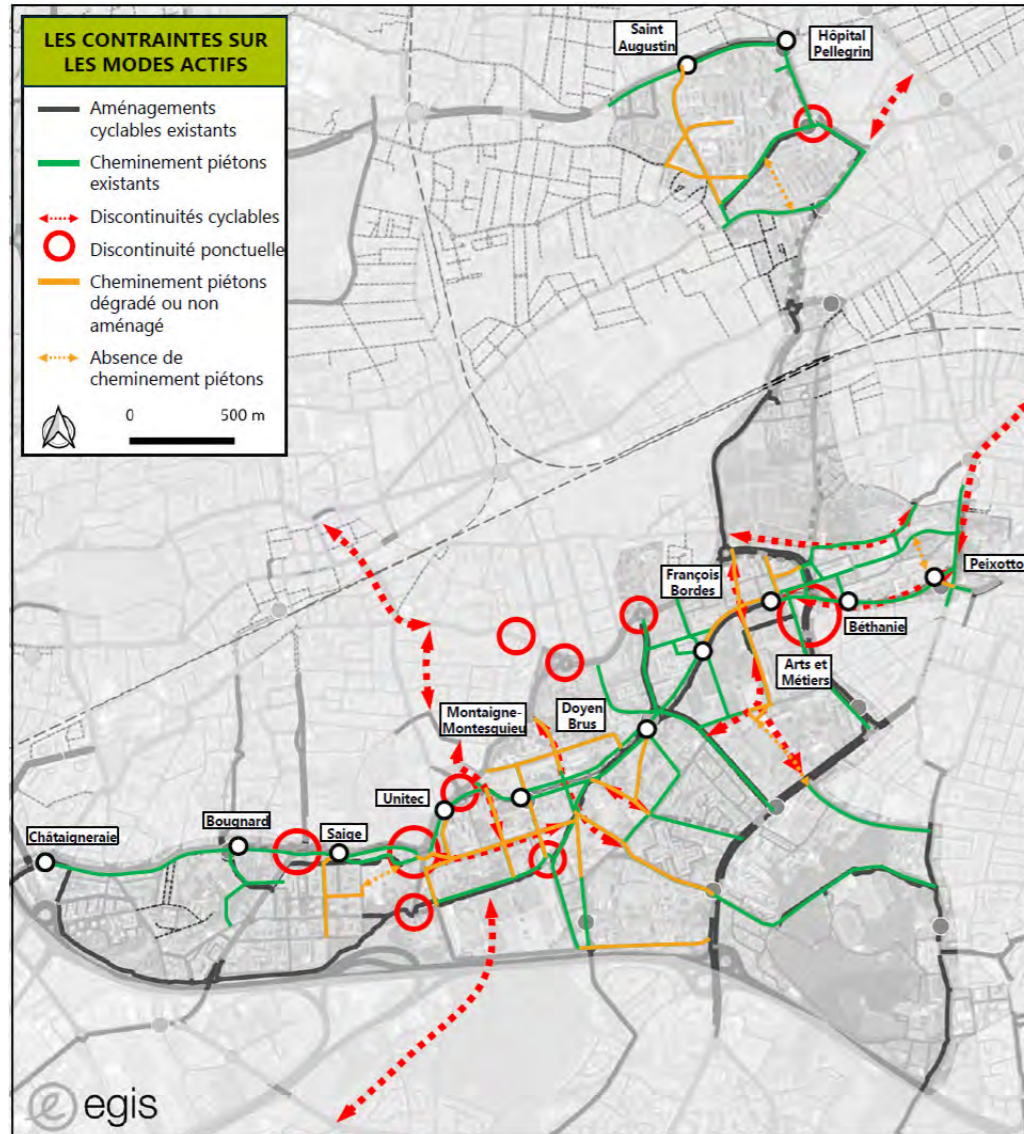 LES CONTRAINTES SUR
LES MODES ACTIFS
Aménagements
cyclables existants
Cheminement piétons
existants
Discontinuités cyclables
Discontinuité ponctuelle
Cheminement piétons
dégradé ou non
aménagé
Absence de
cheminement piétons
0 500 m
Saint
Augustin
Hôpital
Pellegrin
Peixotto
François
Bordes
Béthanie
Arts et
Métiers
Montaigne-
Montesquieu
Doyen
Brus
Unitec
Bougnard
Saige
Châtaigneraie
e egis